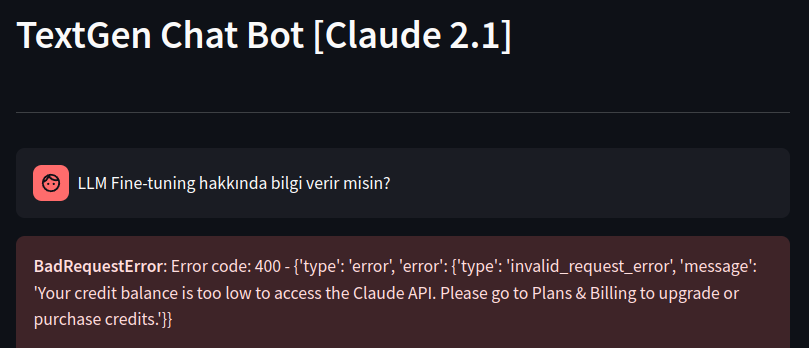 TextGen Chat Bot [Claude 2.1]
LLM Fine-tuning hakkında bilgi verir misin?
BadRequestError: Error code: 400 - {'type': 'error', 'error': {'type': 'invalid_request_error', 'message':
'Your credit balance is too low to access the Claude API. Please go to Plans & Billing to upgrade or
purchase credits.'}}